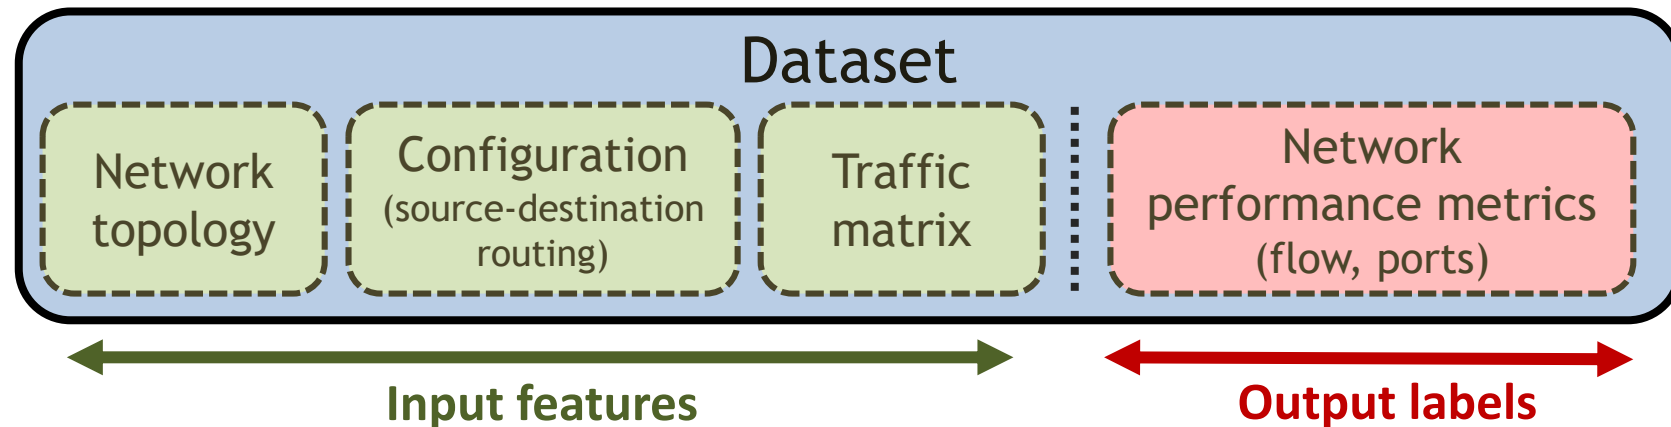 Dataset
Network
topology
Configuration
(source-destination
routing)
Traffic
matrix
Network
performance metrics
(flow, ports)
Input features
Output labels